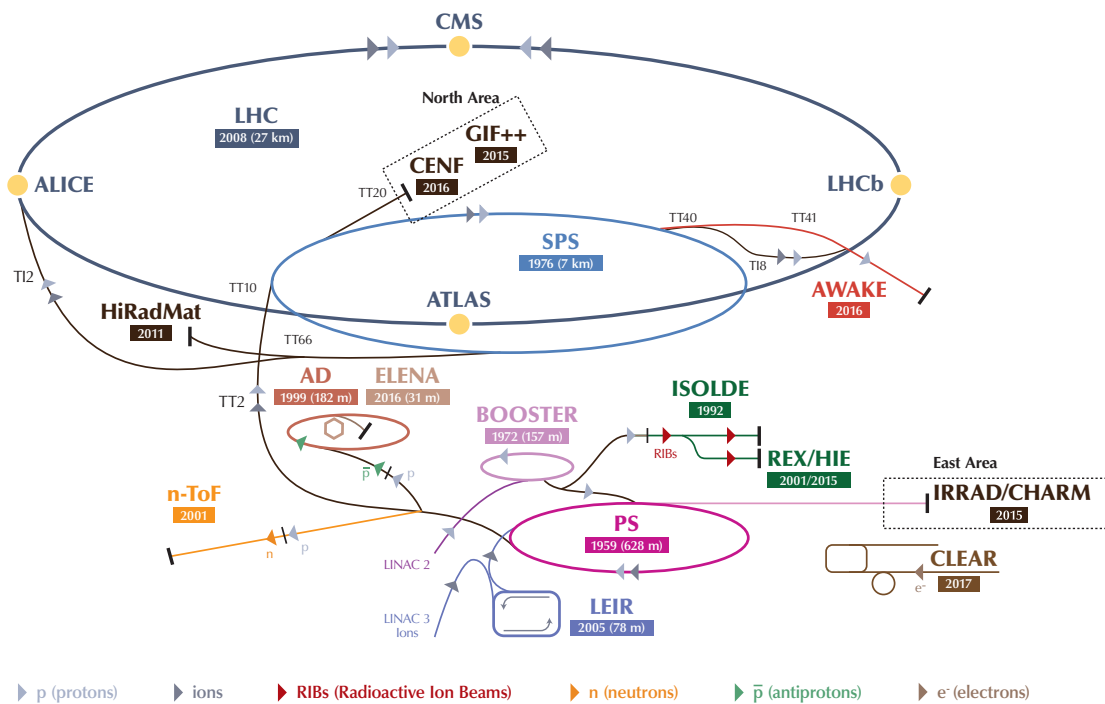 CMS
North Area
LHC
2008 (27 km)
GIF++
2015
CENF
2016
TT20
ALICE
LHCb
TT40
TT41
SPS
1976 (7 km)
TI8
TI2
TT10
AWAKE
2016
ATLAS
HiRadMat
2011
TT66
AD
1999 (182 m)
ELENA
2016 (31 m)
TT2
ISOLDE
1992
BOOSTER
1972 (157 m)
RIBs
REX/HIE
2001/2015
East Area
IRRAD/CHARM
2015
p̅
p
n-ToF
2001
n
p
PS
1959 (628 m)
LINAC 2
CLEAR
2017
e-
LEIR
2005 (78 m)
LINAC 3
Ions
p (protons)
ions
RIBs (Radioactive Ion Beams)
n (neutrons)
p̅ (antiprotons)
e- (electrons)